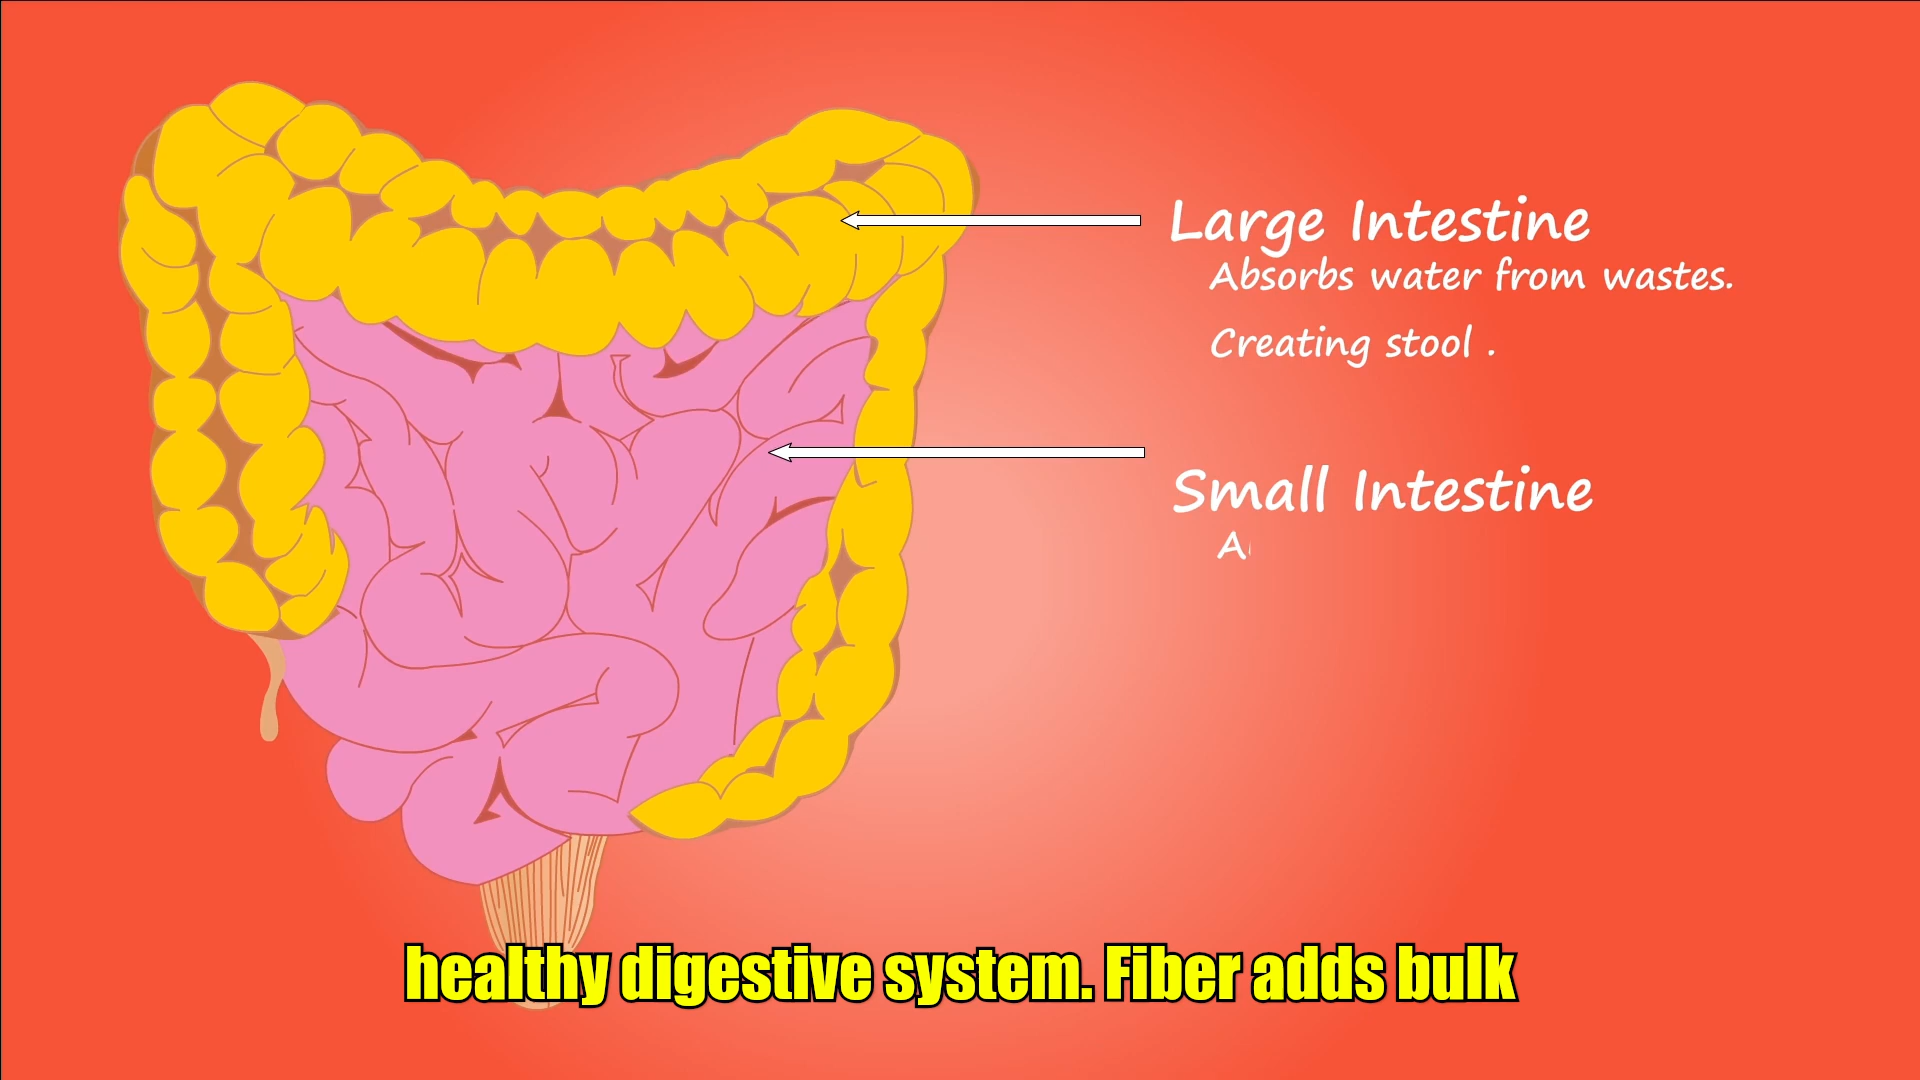 Large Intestine
Absorbs water from wastes.
Creating stool .
Small Intestine
healthy digestive system. Fiber adds bulk